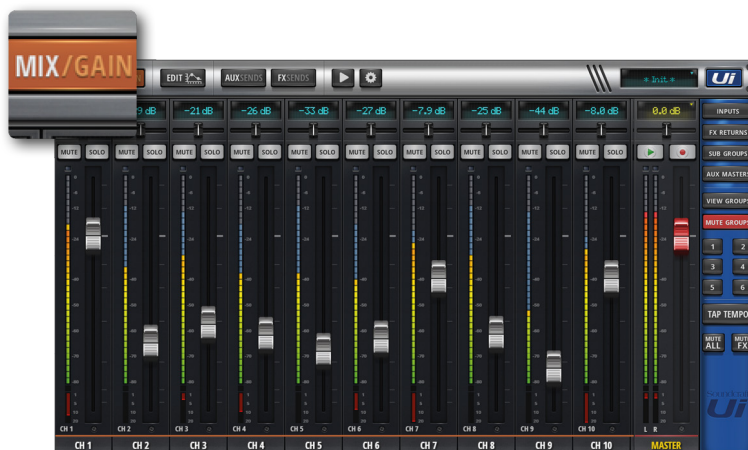 MIX/GAIN
EDIT
AUXSENDS
FXSENDS
* Init *
Ui
9 dB
-21 dB
-26 dB
-33 dB
-27 dB
-7.9 dB
-25 dB
-44 dB
-8.0 dB
0.0 dB
INPUTS
FX RETURNS
SUB GROUPS
AUX MASTERS
VIEW GROUPS
MUTE GROUPS
MUTE SOLO MUTE SOLO MUTE SOLO MUTE SOLO MUTE SOLO MUTE SOLO MUTE SOLO MUTE SOLO MUTE SOLO MUTE SOLO
1 2
3 4
5 6
TAP TEMPO
MUTE ALL
MUTE FX
Ui
CH 1 CH 2 CH 3 CH 4 CH 5 CH 6 CH 7 CH 8 CH 9 CH 10 L R
CH 1 CH 2 CH 3 CH 4 CH 5 CH 6 CH 7 CH 8 CH 9 CH 10 MASTER